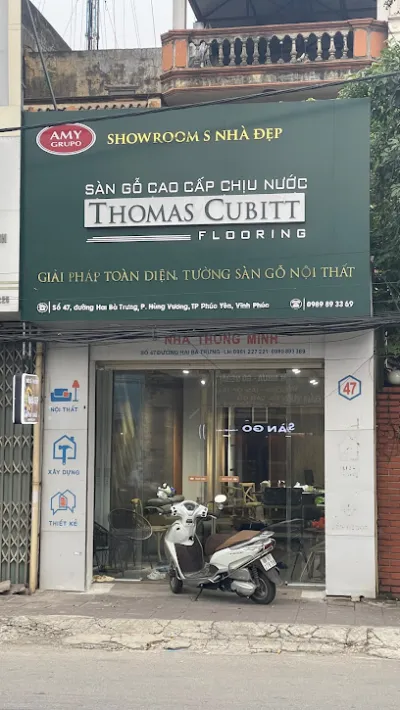 AMY
GRUPO
SHOWROOM S NHÀ ĐẸP
SÀN GỖ CAO CẤP CHỊU NƯỚC
THOMAS CUBITT
FLOORING
GIẢI PHÁP TOÀN DIỆN, TƯỜNG SÀN GỖ NỘI THẤT
Số 47, đường Hai Bà Trưng, P. Hùng Vương, TP Phúc Yên, Vĩnh Phúc
0989 89 33 69
NHÀ THÔNG MINH
47
NỘI THẤT
SÀN GỖ
XÂY DỰNG
THIẾT KẾ